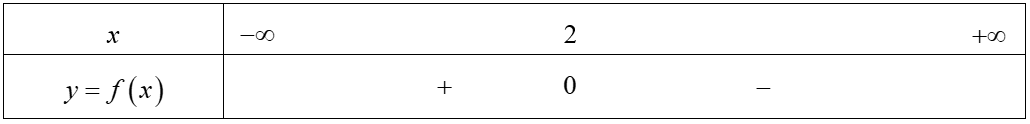 x −∞ 2 +∞
y = f(x) + 0 −